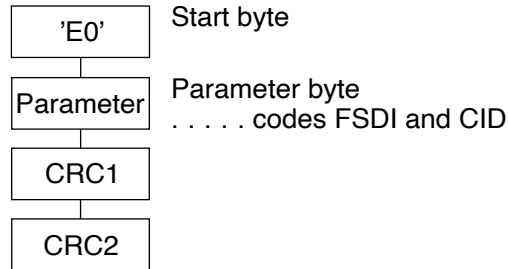 ’E0’ Start byte
Parameter Parameter byte
. . . . . codes FSDI and CID
CRC1
CRC2